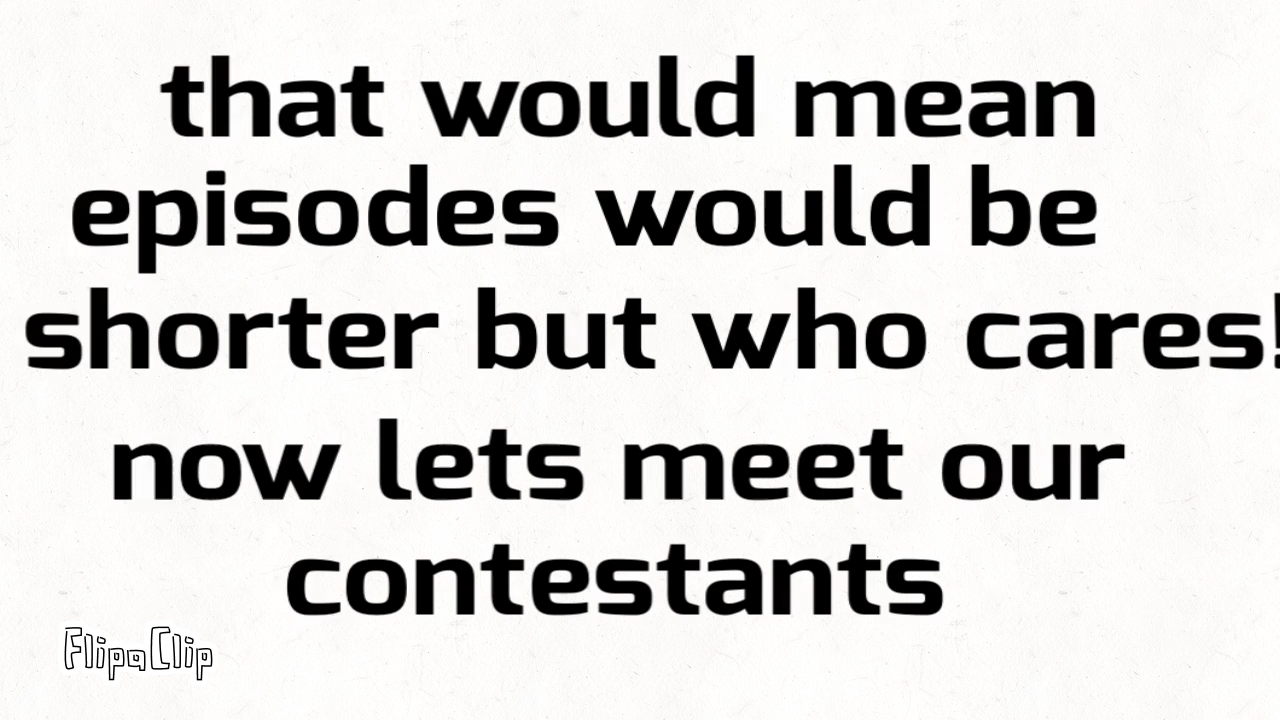 that would mean
episodes would be
shorter but who cares!
now lets meet our
contestants
FlipaClip